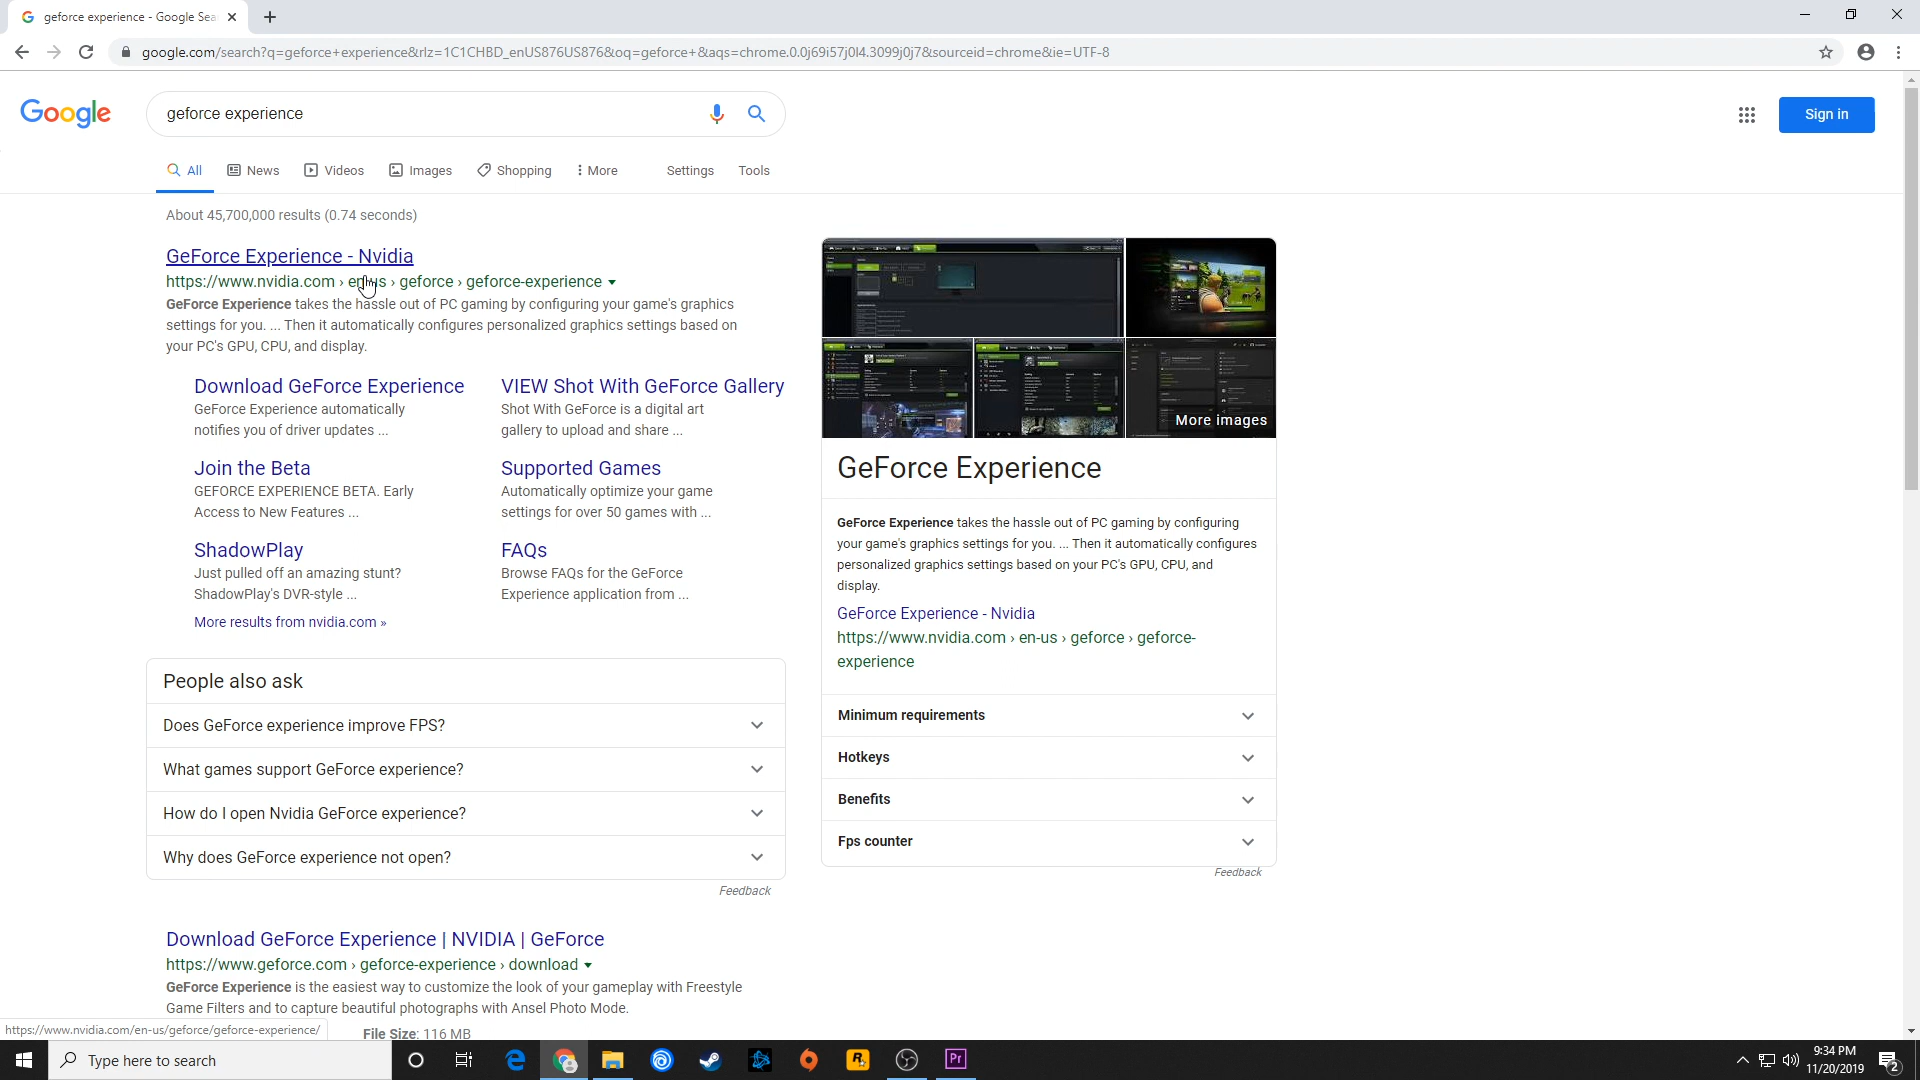 geforce experience - Google Sea
google.com/search?q=geforce+experience&rlz=1C1CHBD_enUS876US876&oq=geforce+&aqs=chrome.0.0j69i57j0l4.3099j0j7&sourceid=chrome&ie=UTF-8
Google
geforce experience
Sign in
All News Videos Images Shopping More Settings Tools
About 45,700,000 results (0.74 seconds)
GeForce Experience - Nvidia
https://www.nvidia.com › en-us › geforce › geforce-experience
GeForce Experience takes the hassle out of PC gaming by configuring your game's graphics
settings for you. ... Then it automatically configures personalized graphics settings based on
your PC's GPU, CPU, and display.
Download GeForce Experience
GeForce Experience automatically
notifies you of driver updates ...
VIEW Shot With GeForce Gallery
Shot With GeForce is a digital art
gallery to upload and share ...
Join the Beta
GEFORCE EXPERIENCE BETA. Early
Access to New Features ...
Supported Games
Automatically optimize your game
settings for over 50 games with ...
ShadowPlay
Just pulled off an amazing stunt?
ShadowPlay's DVR-style ...
FAQs
Browse FAQs for the GeForce
Experience application from ...
More results from nvidia.com »
People also ask
Does GeForce experience improve FPS?
What games support GeForce experience?
How do I open Nvidia GeForce experience?
Why does GeForce experience not open?
Feedback
Download GeForce Experience | NVIDIA | GeForce
https://www.geforce.com › geforce-experience › download
GeForce Experience is the easiest way to customize the look of your gameplay with Freestyle
Game Filters and to capture beautiful photographs with Ansel Photo Mode.
File Size: 116 MB
More images
GeForce Experience
GeForce Experience takes the hassle out of PC gaming by configuring
your game's graphics settings for you. ... Then it automatically configures
personalized graphics settings based on your PC's GPU, CPU, and
display.
GeForce Experience - Nvidia
https://www.nvidia.com › en-us › geforce › geforce-
experience
Minimum requirements
Hotkeys
Benefits
Fps counter
Feedback
https://www.nvidia.com/en-us/geforce/geforce-experience/
Type here to search
Pr
9:34 PM
11/20/2019
2